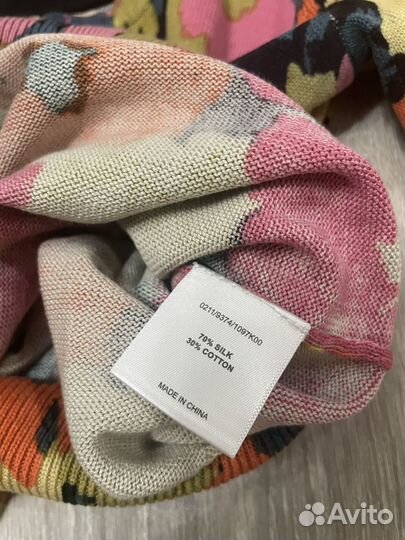 0211/9374/1097K00
70% SILK
30% COTTON
MADE IN CHINA
Avito